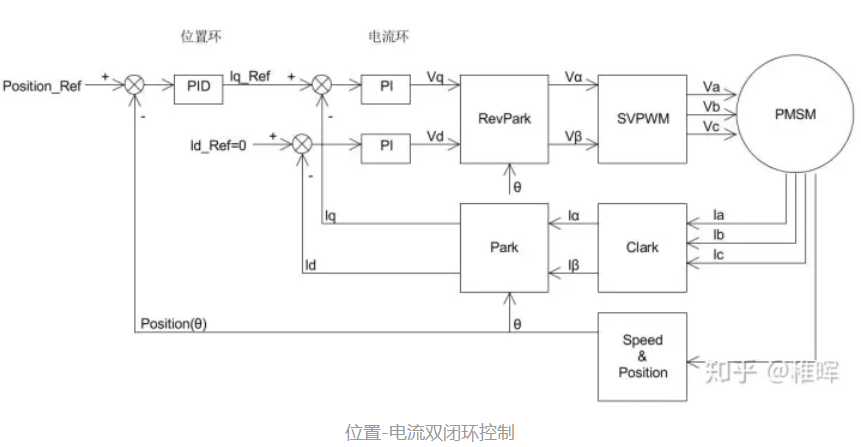 位置环
电流环
Position_Ref
+
-
PID
Iq_Ref
+
-
PI
Vq
RevPark
Vα
SVPWM
Va
Vb
Vc
PMSM
Id_Ref=0
+
-
PI
Vd
Vβ
θ
Iq
Id
Park
Iα
Iβ
Clark
Ia
Ib
Ic
Position(θ)
θ
Speed
&
Position
知乎 @稚晖
位置-电流双闭环控制